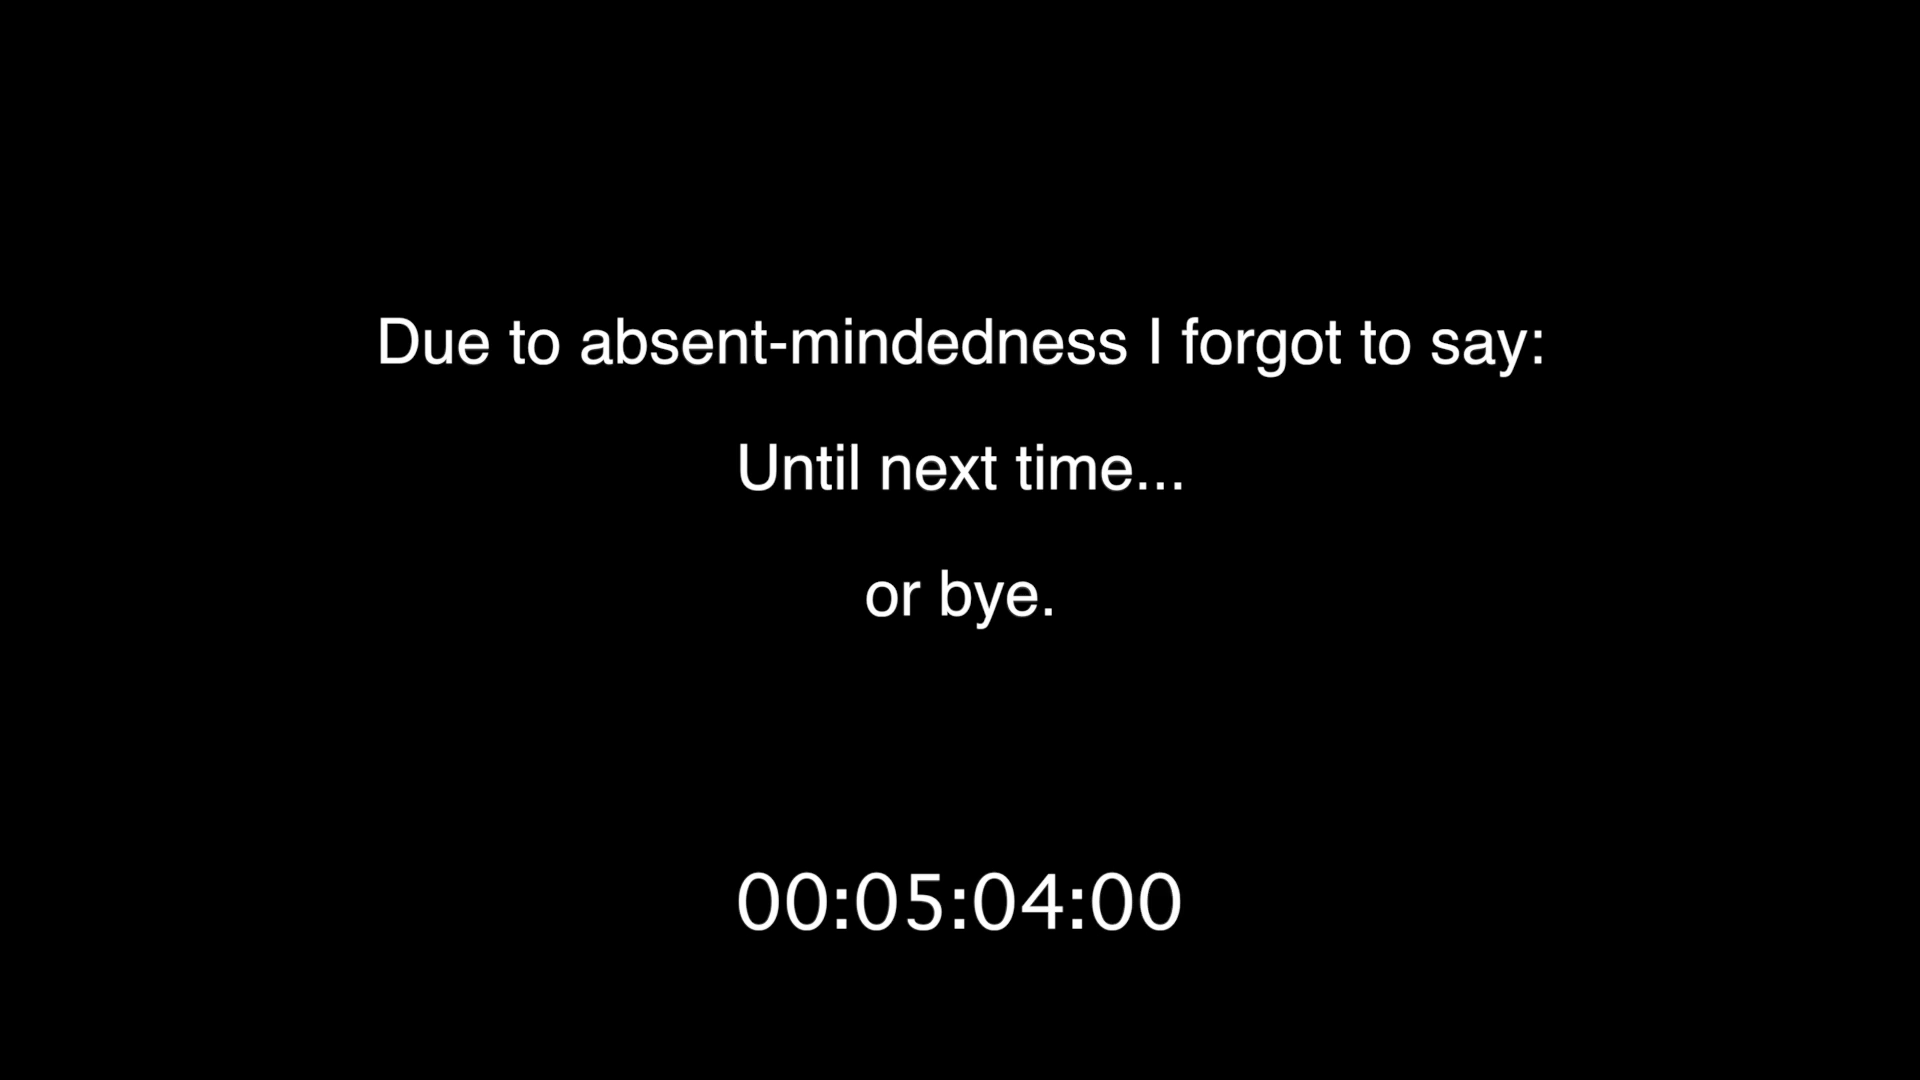 Due to absent-mindedness I forgot to say:
Until next time...
or bye.
00:05:04:00